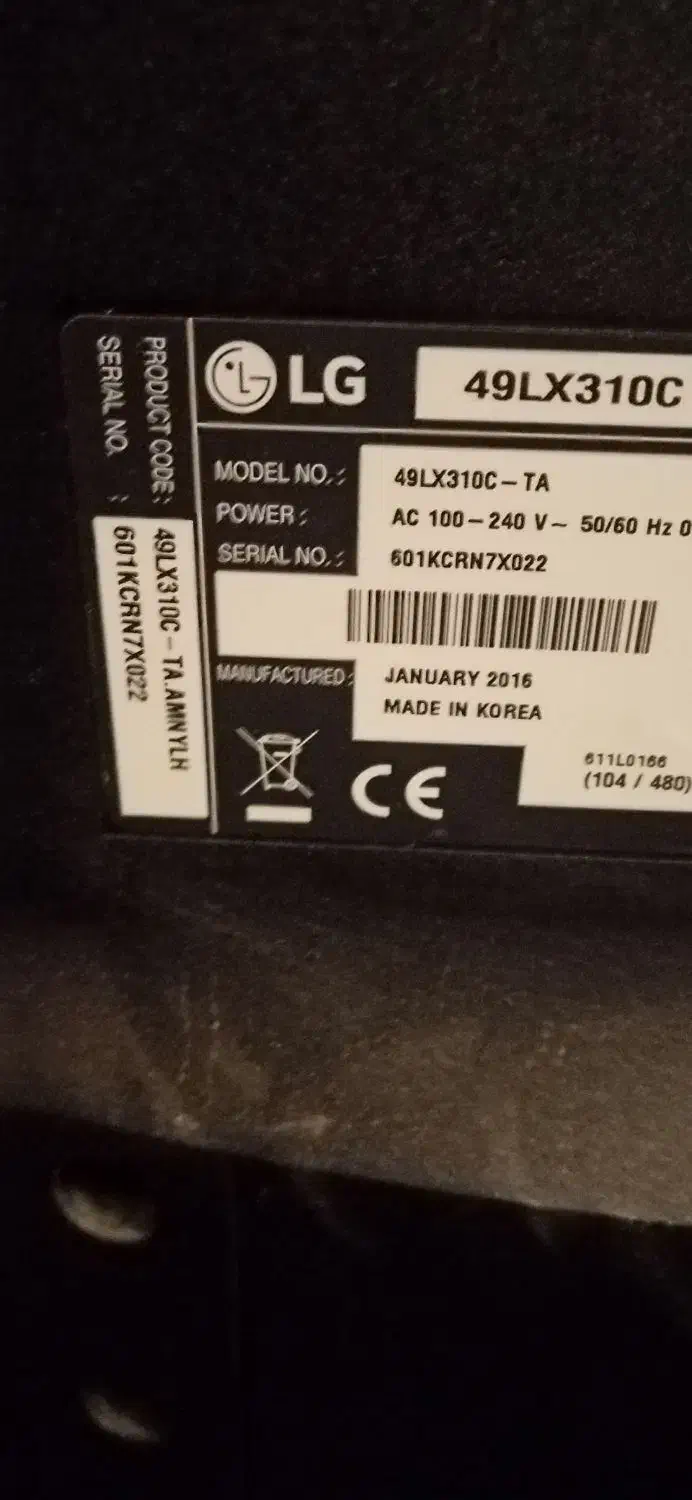 LG 49LX310C
MODEL NO. : 49LX310C-TA
POWER : AC 100-240 V~ 50/60 Hz 0
SERIAL NO. : 601KCRN7X022
MANUFACTURED : JANUARY 2016
MADE IN KOREA
611L0166
(104 / 480)
CE
PRODUCT CODE : 49LX310C-TA.AMNYLH
SERIAL NO. : 601KCRN7X022